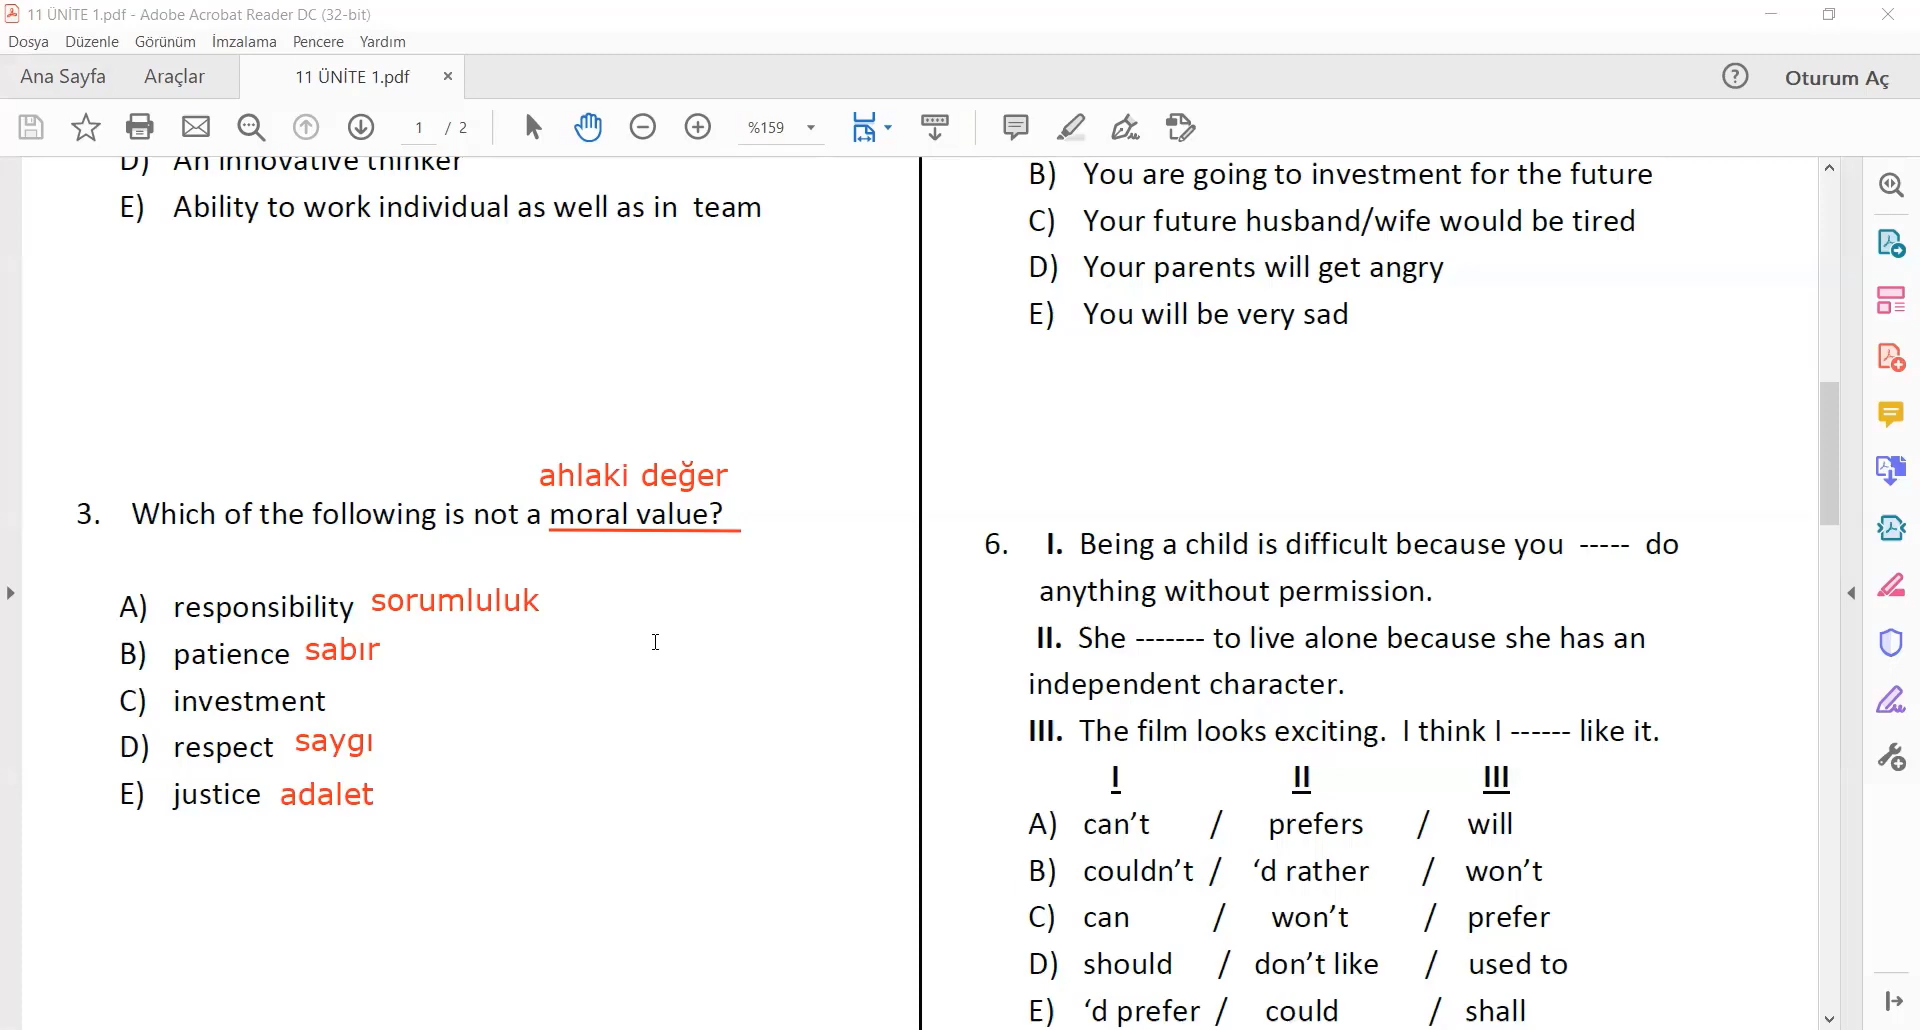 11 ÜNİTE 1.pdf - Adobe Acrobat Reader DC (32-bit)
Dosya Düzenle Görünüm İmzalama Pencere Yardım
Ana Sayfa Araçlar 11 ÜNİTE 1.pdf × Oturum Aç
1 / 2 %159
D) An innovative thinker
E) Ability to work individual as well as in team
ahlaki değer
3. Which of the following is not a moral value?
A) responsibility sorumluluk
B) patience sabır
C) investment
D) respect saygı
E) justice adalet
B) You are going to investment for the future
C) Your future husband/wife would be tired
D) Your parents will get angry
E) You will be very sad
6. I. Being a child is difficult because you ----- do
anything without permission.
II. She ------- to live alone because she has an
independent character.
III. The film looks exciting. I think I ------ like it.
I II III
A) can't / prefers / will
B) couldn't / 'd rather / won't
C) can / won't / prefer
D) should / don't like / used to
E) 'd prefer / could / shall